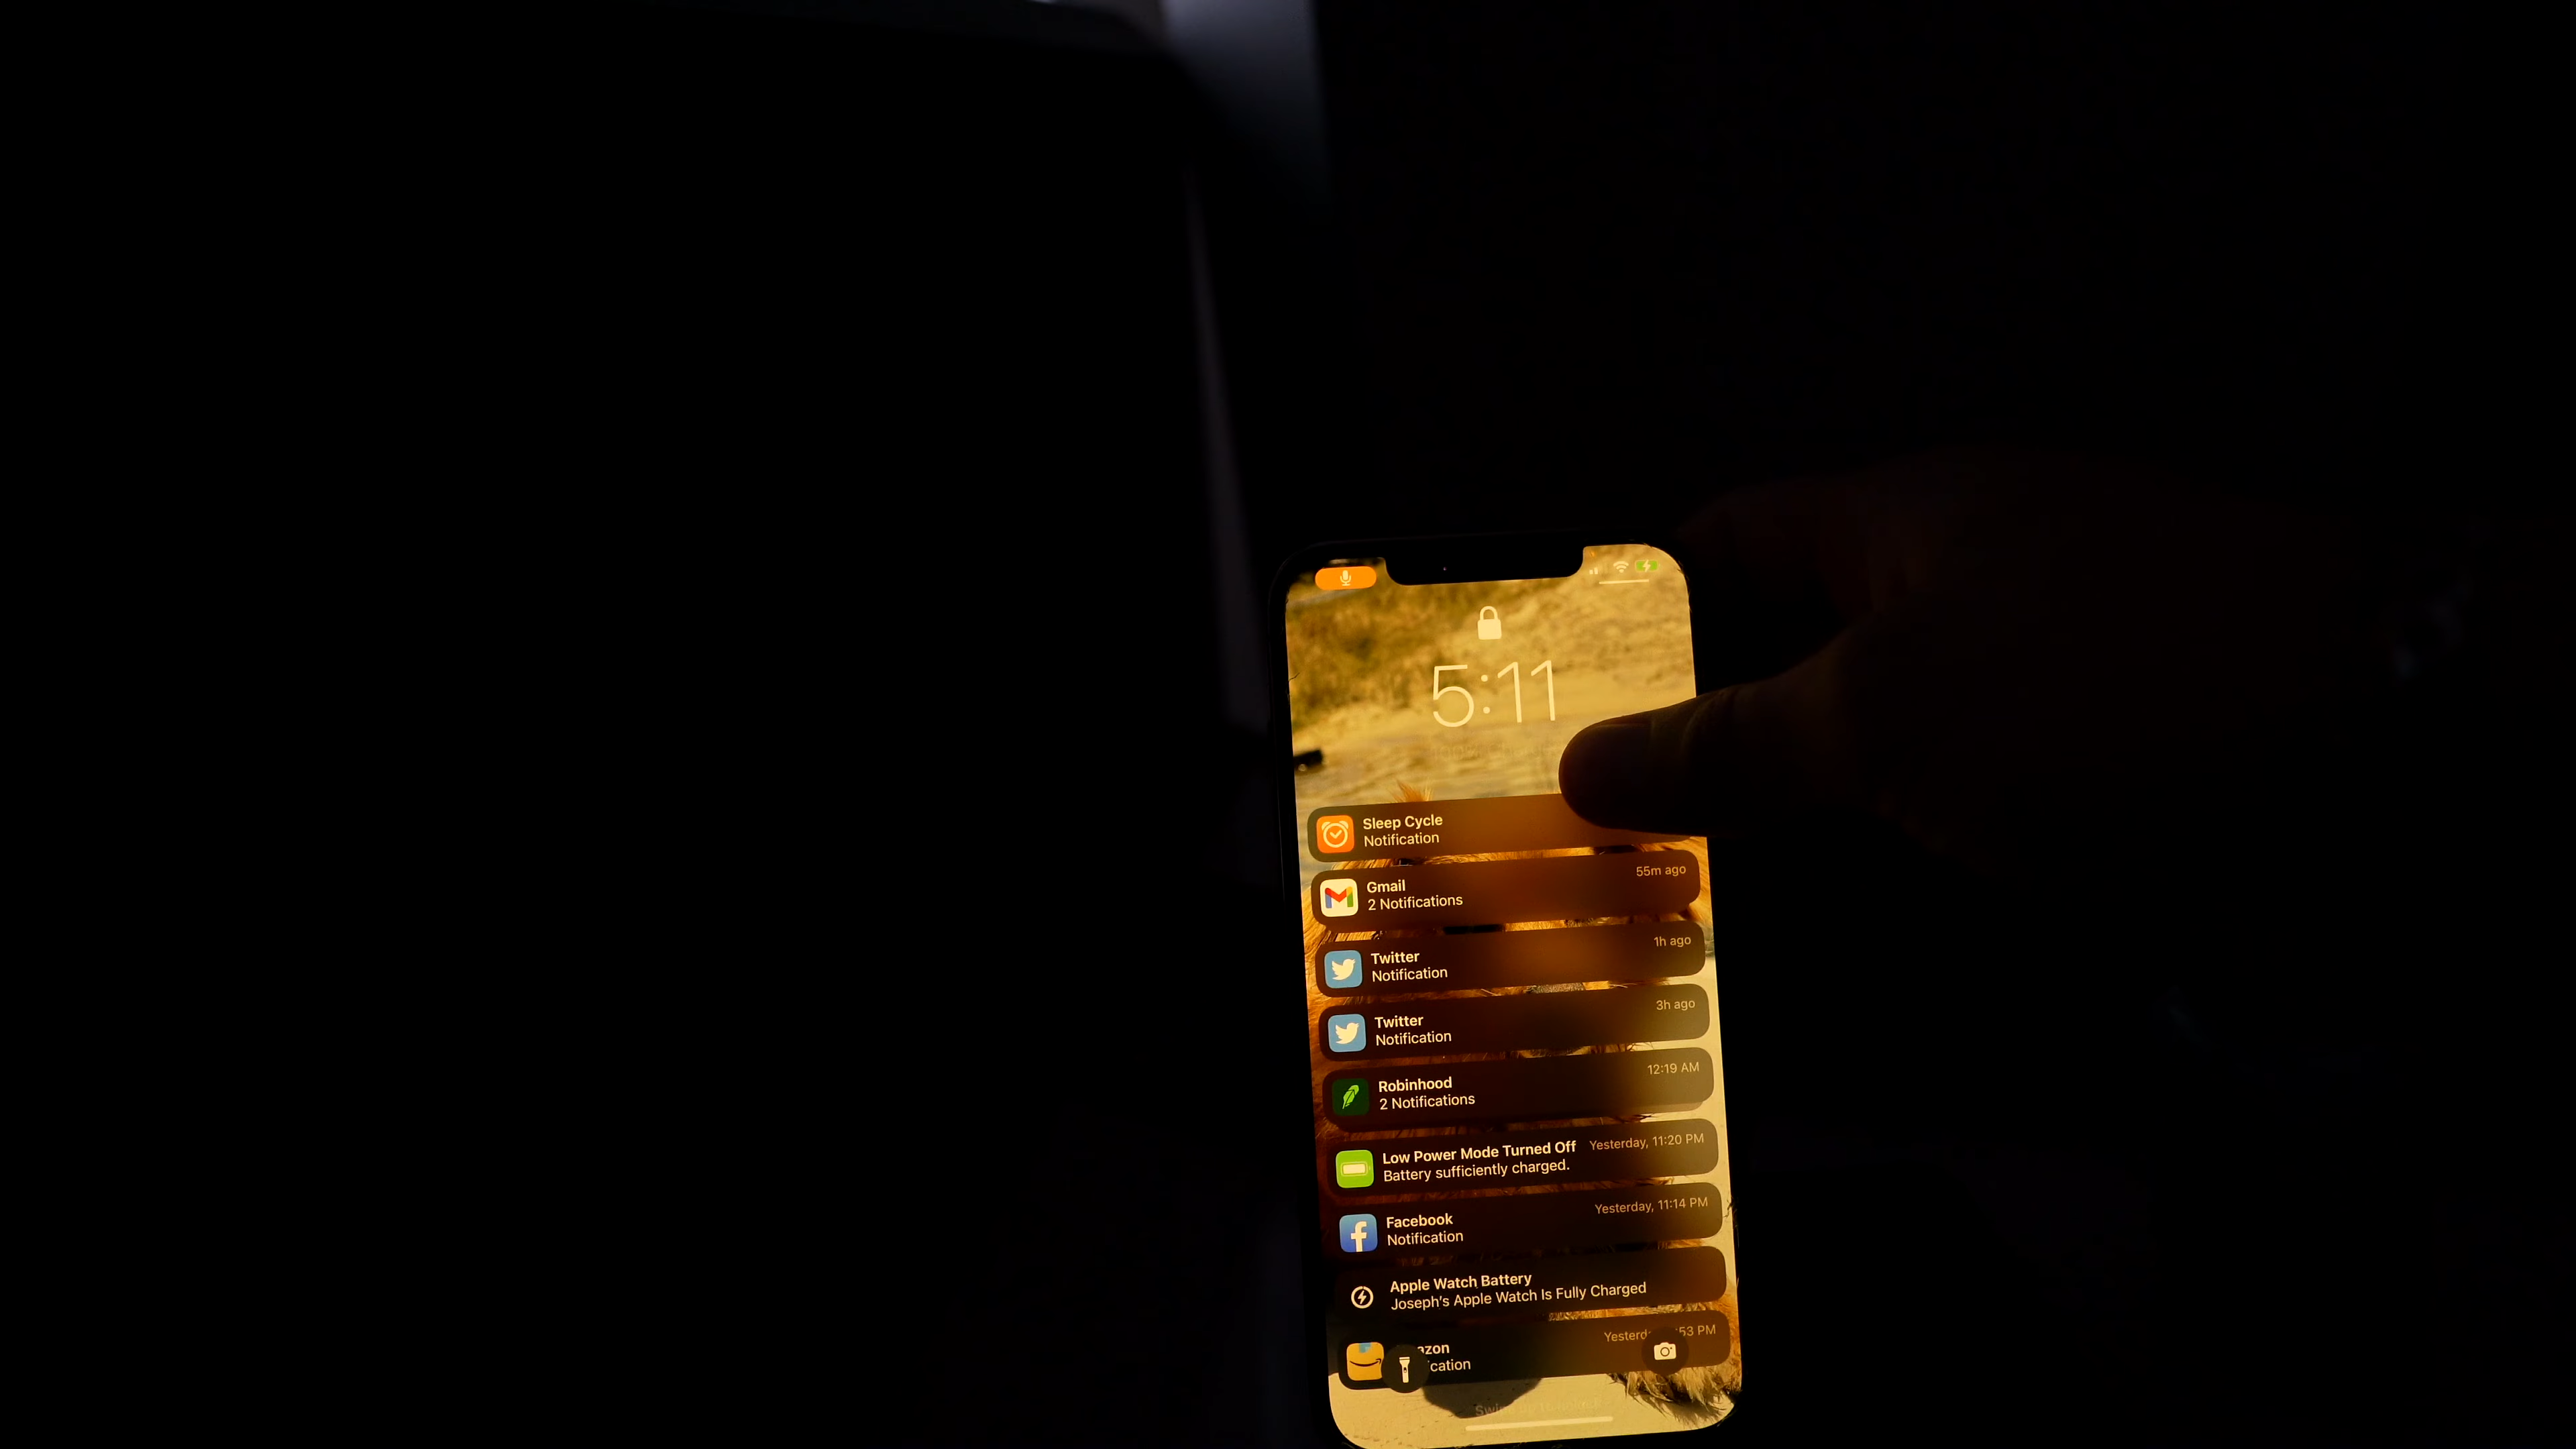 5:11
Sleep Cycle
Notification
Gmail
55m ago
2 Notifications
Twitter
1h ago
Notification
Twitter
3h ago
Notification
Robinhood
12:19 AM
2 Notifications
Low Power Mode Turned Off
Yesterday, 11:20 PM
Battery sufficiently charged.
Facebook
Yesterday, 11:14 PM
Notification
Apple Watch Battery
Joseph's Apple Watch Is Fully Charged
PM